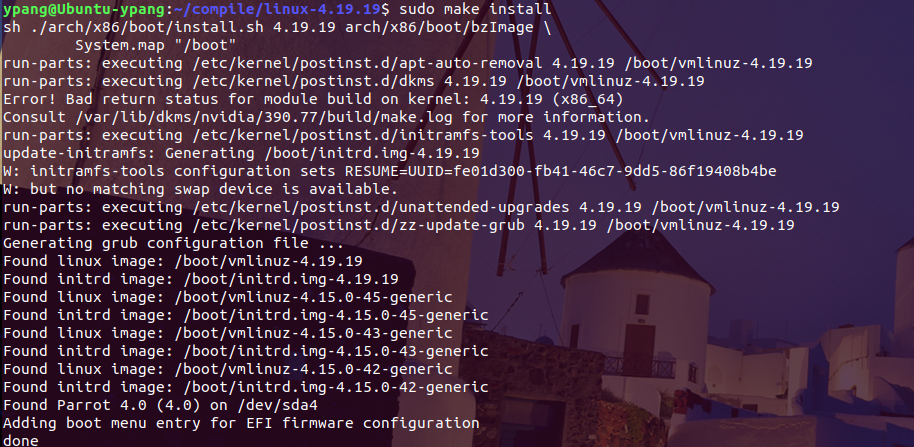 ypang@Ubuntu-ypang:~/compile/linux-4.19.19$ sudo make install
sh ./arch/x86/boot/install.sh 4.19.19 arch/x86/boot/bzImage \
        System.map "/boot"
run-parts: executing /etc/kernel/postinst.d/apt-auto-removal 4.19.19 /boot/vmlinuz-4.19.19
run-parts: executing /etc/kernel/postinst.d/dkms 4.19.19 /boot/vmlinuz-4.19.19
Error! Bad return status for module build on kernel: 4.19.19 (x86_64)
Consult /var/lib/dkms/nvidia/390.77/build/make.log for more information.
run-parts: executing /etc/kernel/postinst.d/initramfs-tools 4.19.19 /boot/vmlinuz-4.19.19
update-initramfs: Generating /boot/initrd.img-4.19.19
W: initramfs-tools configuration sets RESUME=UUID=fe01d300-fb41-46c7-9dd5-86f19408b4be
W: but no matching swap device is available.
run-parts: executing /etc/kernel/postinst.d/unattended-upgrades 4.19.19 /boot/vmlinuz-4.19.19
run-parts: executing /etc/kernel/postinst.d/zz-update-grub 4.19.19 /boot/vmlinuz-4.19.19
Generating grub configuration file ...
Found linux image: /boot/vmlinuz-4.19.19
Found initrd image: /boot/initrd.img-4.19.19
Found linux image: /boot/vmlinuz-4.15.0-45-generic
Found initrd image: /boot/initrd.img-4.15.0-45-generic
Found linux image: /boot/vmlinuz-4.15.0-43-generic
Found initrd image: /boot/initrd.img-4.15.0-43-generic
Found linux image: /boot/vmlinuz-4.15.0-42-generic
Found initrd image: /boot/initrd.img-4.15.0-42-generic
Found Parrot 4.0 (4.0) on /dev/sda4
Adding boot menu entry for EFI firmware configuration
done